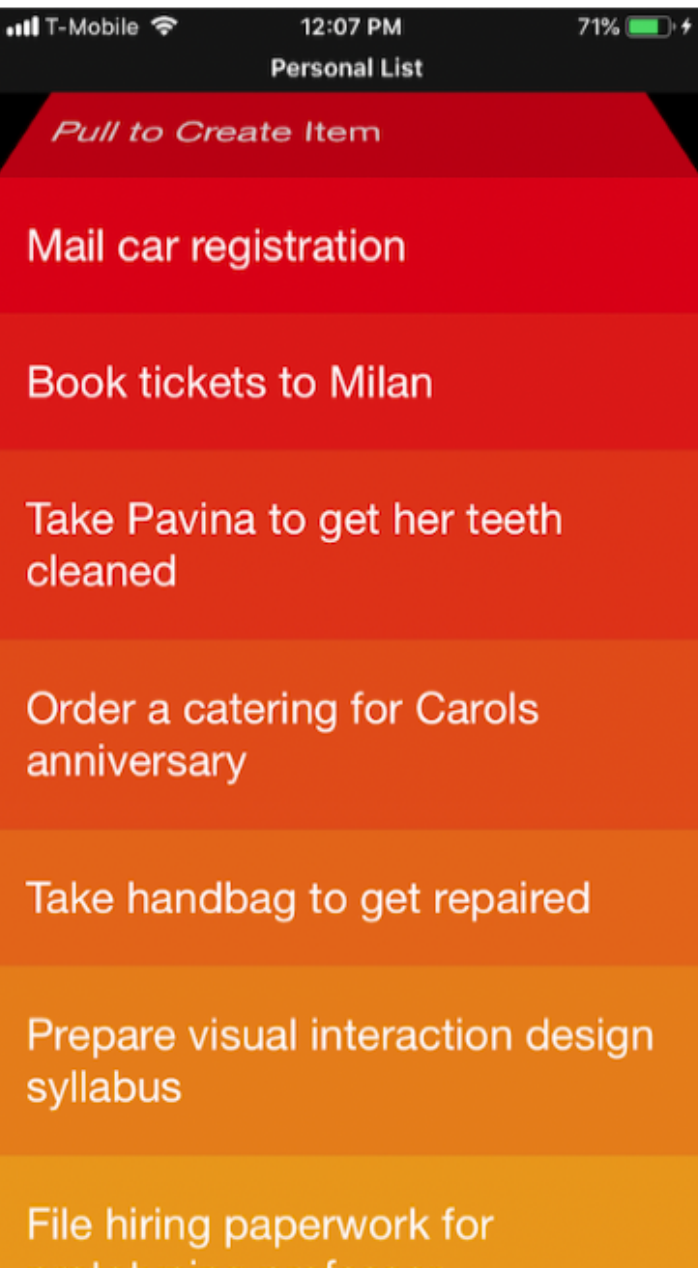 T-Mobile 12:07 PM 71%
Personal List
Pull to Create Item
Mail car registration
Book tickets to Milan
Take Pavina to get her teeth
cleaned
Order a catering for Carols
anniversary
Take handbag to get repaired
Prepare visual interaction design
syllabus
File hiring paperwork for